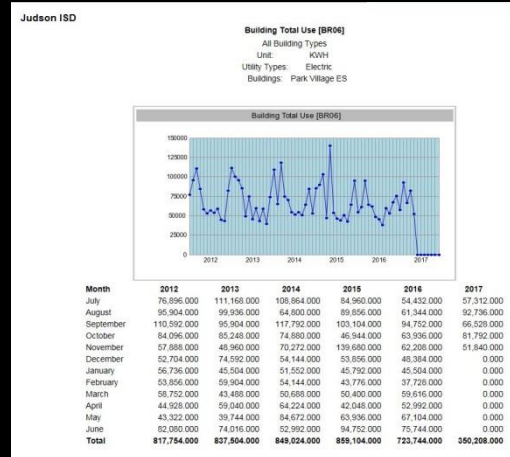 Judson ISD
Building Total Use [BR06]
All Building Types
Unit: KWH
Utility Types: Electric
Buildings: Park Village ES
Building Total Use [BR06]
150000
125000
100000
75000
50000
25000
0
2012 2013 2014 2015 2016 2017
Month 2012 2013 2014 2015 2016 2017
July 76,896.000 111,168.000 108,864.000 84,960.000 54,432.000 57,312.000
August 95,904.000 99,936.000 64,800.000 89,856.000 61,344.000 92,736.000
September 110,592.000 95,904.000 117,792.000 103,104.000 94,752.000 66,528.000
October 84,096.000 85,248.000 74,880.000 46,944.000 63,936.000 81,792.000
November 57,888.000 48,960.000 70,272.000 139,680.000 62,208.000 51,840.000
December 52,704.000 74,592.000 54,144.000 53,856.000 48,384.000 0.000
January 56,736.000 45,504.000 51,552.000 45,792.000 45,504.000 0.000
February 53,856.000 59,904.000 54,144.000 43,776.000 37,728.000 0.000
March 58,752.000 43,488.000 50,688.000 50,400.000 59,616.000 0.000
April 44,928.000 59,040.000 64,224.000 42,048.000 52,992.000 0.000
May 43,322.000 39,744.000 84,672.000 63,936.000 67,104.000 0.000
June 82,080.000 74,016.000 52,992.000 94,752.000 75,744.000 0.000
Total 817,754.000 837,504.000 849,024.000 859,104.000 723,744.000 350,208.000